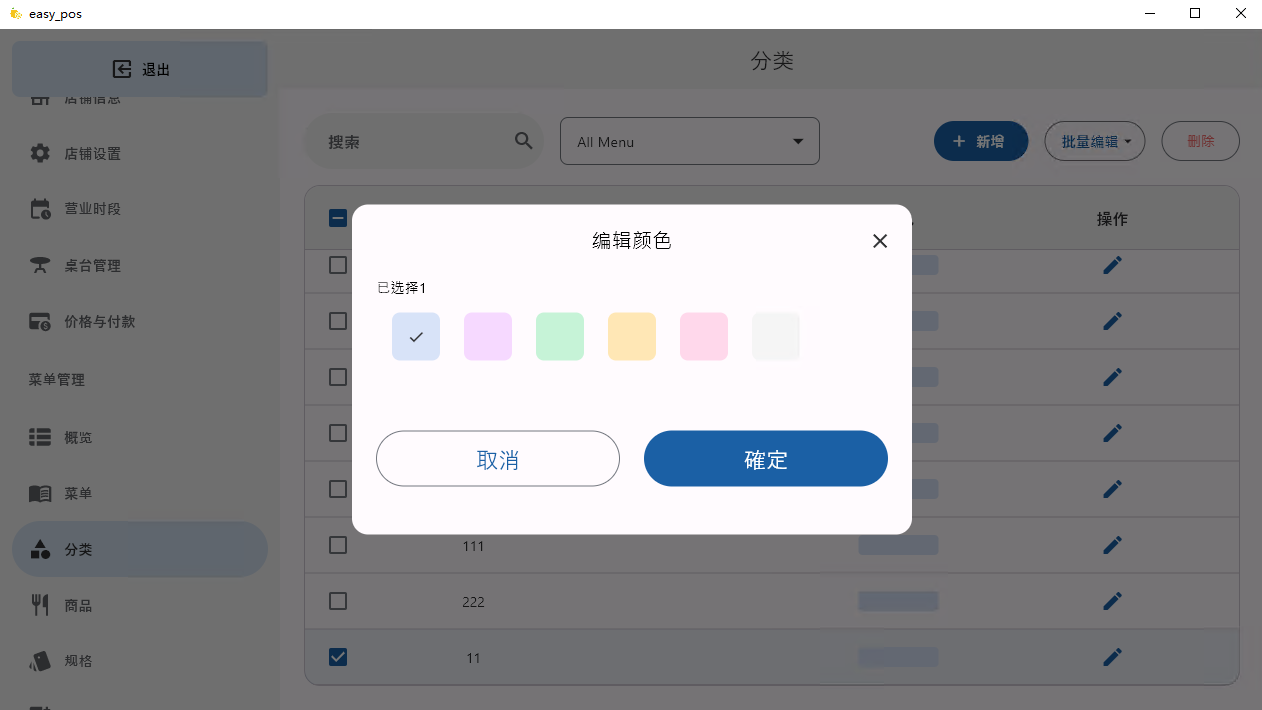 easy_pos
退出
分类
店铺信息
店铺设置
营业时段
桌台管理
价格与付款
菜单管理
概览
菜单
分类
商品
规格
搜索
All Menu
新增
批量编辑
删除
操作
编辑颜色
已选择1
取消
確定
111
222
11